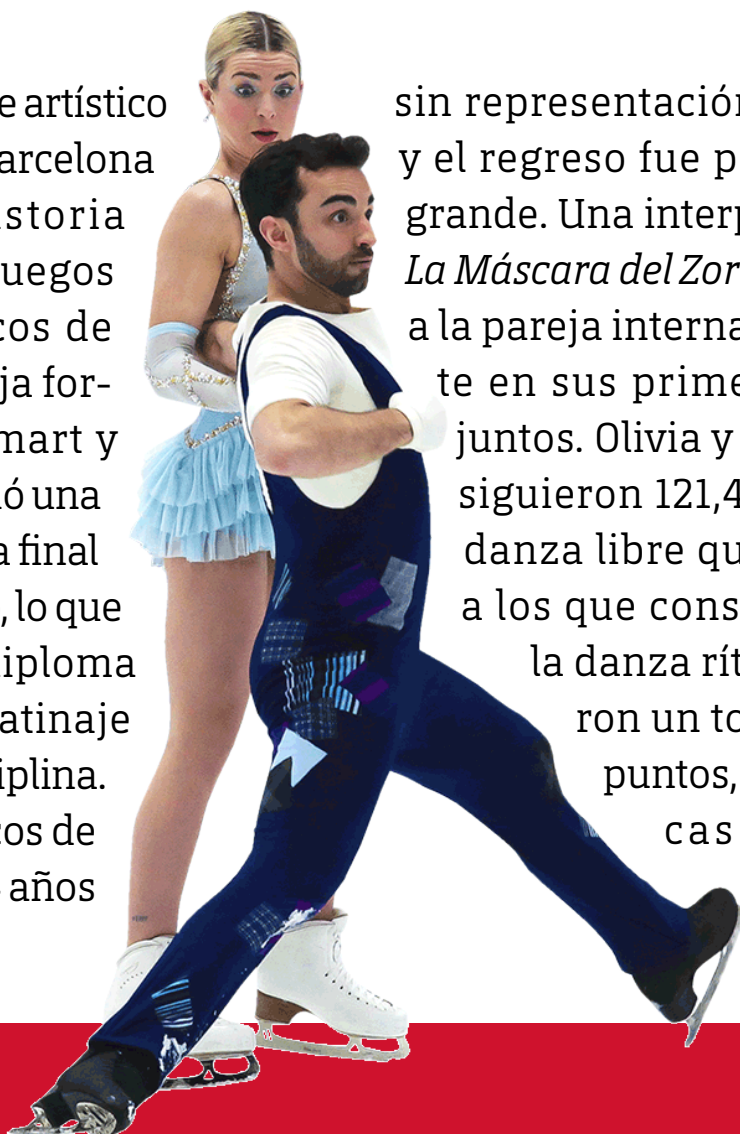 e artístico
arcelona
storia
uegos
cos de
ja for-
mart y
ó una
a final
, lo que
iploma
atinaje
iplina.
cos de
años
sin representación
y el regreso fue p
grande. Una interp
La Máscara del Zor
a la pareja interna
te en sus prime
juntos. Olivia y
siguieron 121,4
danza libre qu
a los que cons
la danza rít
ron un to
puntos,
cas